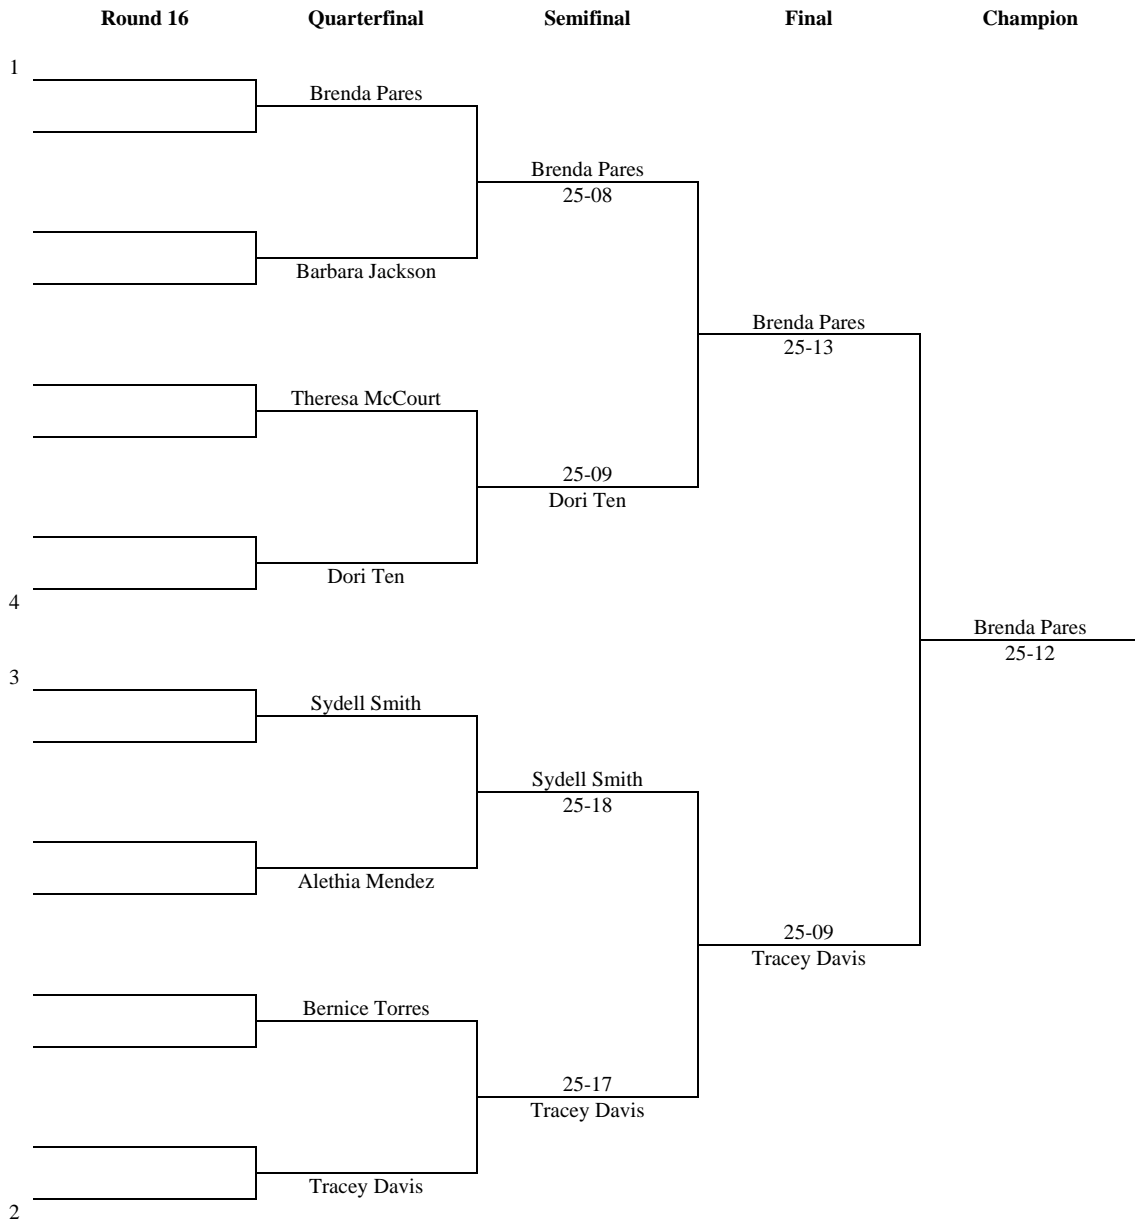 Round 16 Quarterfinal Semifinal Final Champion
1
Brenda Pares
Brenda Pares
25-08
Barbara Jackson
Brenda Pares
25-13
Theresa McCourt
25-09
Dori Ten
Dori Ten
4
Brenda Pares
25-12
3
Sydell Smith
Sydell Smith
25-18
Alethia Mendez
25-09
Tracey Davis
Bernice Torres
25-17
Tracey Davis
Tracey Davis
2